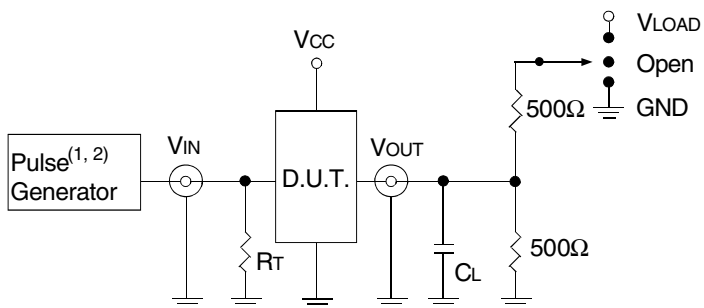 VLOAD
VCC
Open
500Ω
GND
VIN
VOUT
Pulse(1, 2)
Generator
D.U.T.
RT
CL
500Ω